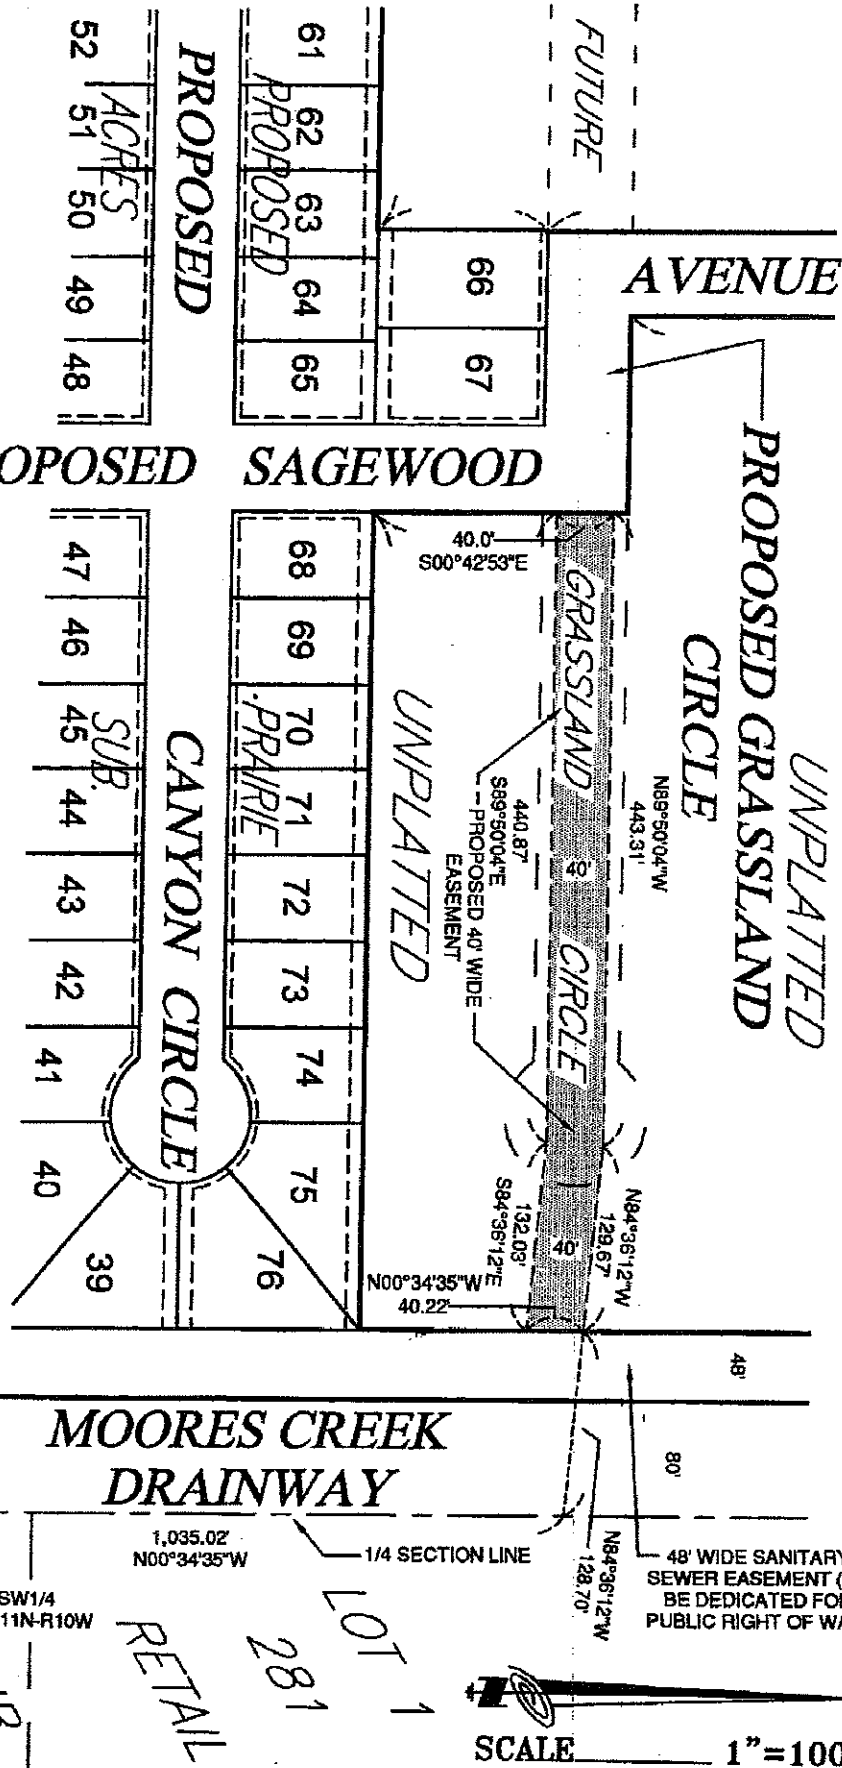 52
51
50
49
48
ACRES
PROPOSED
61
62
63
64
65
PROPOSED
FUTURE
66
67
AVENUE
OPOSED SAGEWOOD
PROPOSED GRASSLAND
CIRCLE
UNPLATTED
47
46
45
44
43
42
41
40
39
SUB.
CANYON CIRCLE
68
69
70
71
72
73
74
75
76
PRAIRIE
UNPLATTED
40.0'
S00°42'53"E
GRASSLAND
CIRCLE
40'
40'
N89°50'04"W
443.31'
440.87'
S89°50'04"E
PROPOSED 40' WIDE
EASEMENT
N84°36'12"W
129.67'
132.03'
S84°36'12"E
N00°34'35"W
40.22'
48'
80'
MOORES CREEK
DRAINWAY
1,035.02'
N00°34'35"W
1/4 SECTION LINE
N84°36'12"W
128.70'
48' WIDE SANITARY
SEWER EASEMENT (
BE DEDICATED FO
PUBLIC RIGHT OF WA
SW1/4
11N-R10W
LOT 1
281
RETAIL
SCALE 1"=100